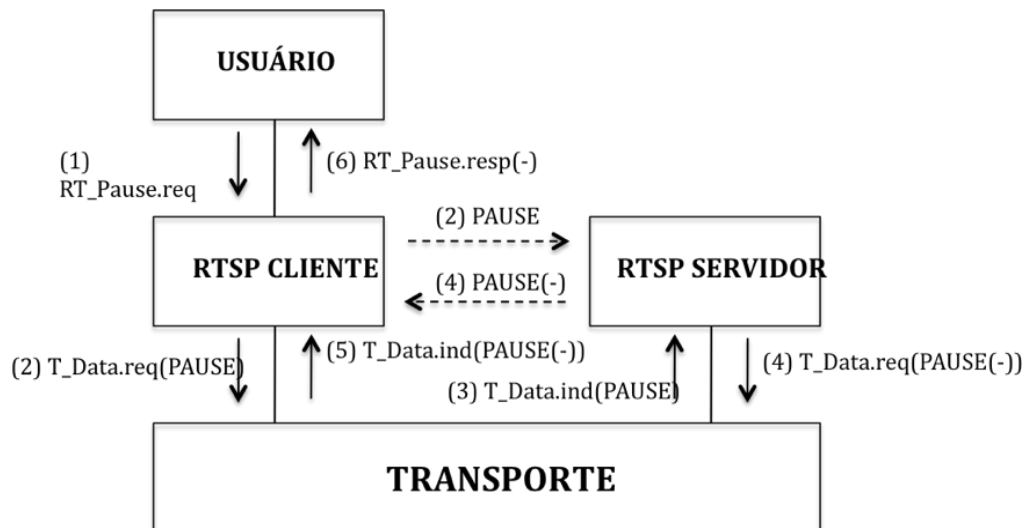 USUÁRIO
(1)
RT_Pause.req
(6) RT_Pause.resp(-)
(2) PAUSE
RTSP CLIENTE
RTSP SERVIDOR
(4) PAUSE(-)
(2) T_Data.req(PAUSE)
(5) T_Data.ind(PAUSE(-))
(3) T_Data.ind(PAUSE)
(4) T_Data.req(PAUSE(-))
TRANSPORTE